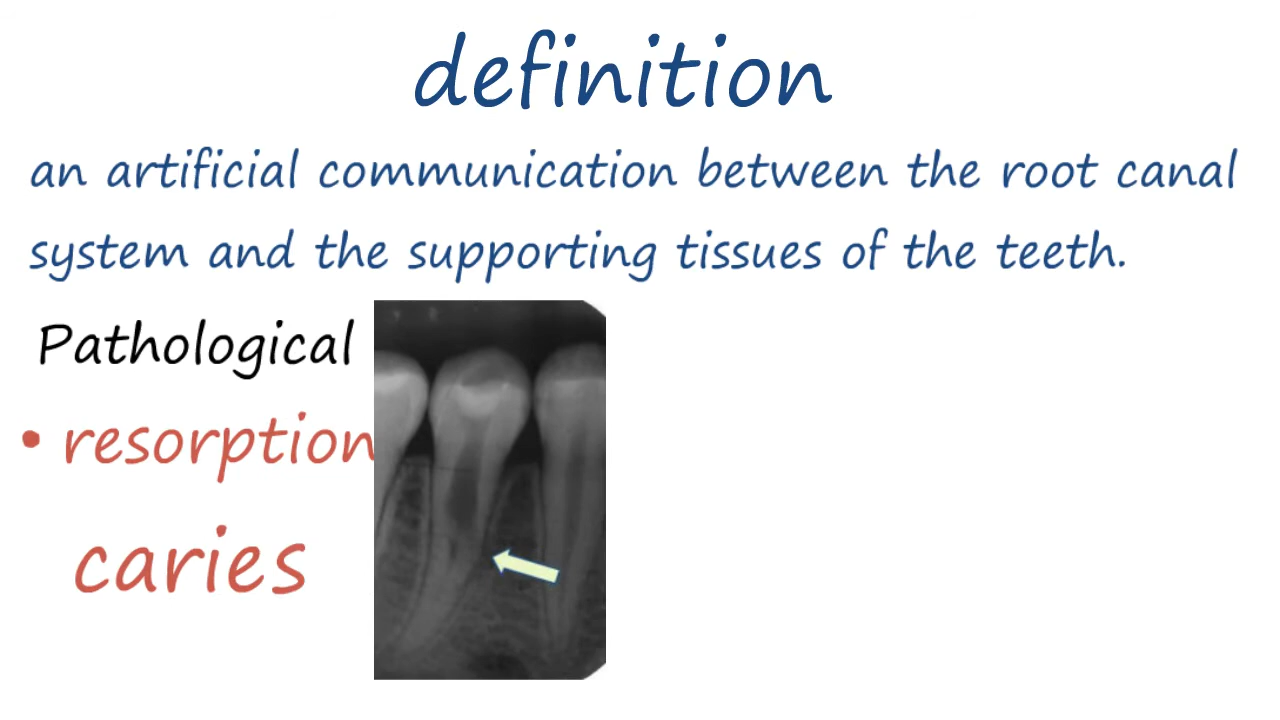 definition
an artificial communication between the root canal
system and the supporting tissues of the teeth.
Pathological
• resorption
caries